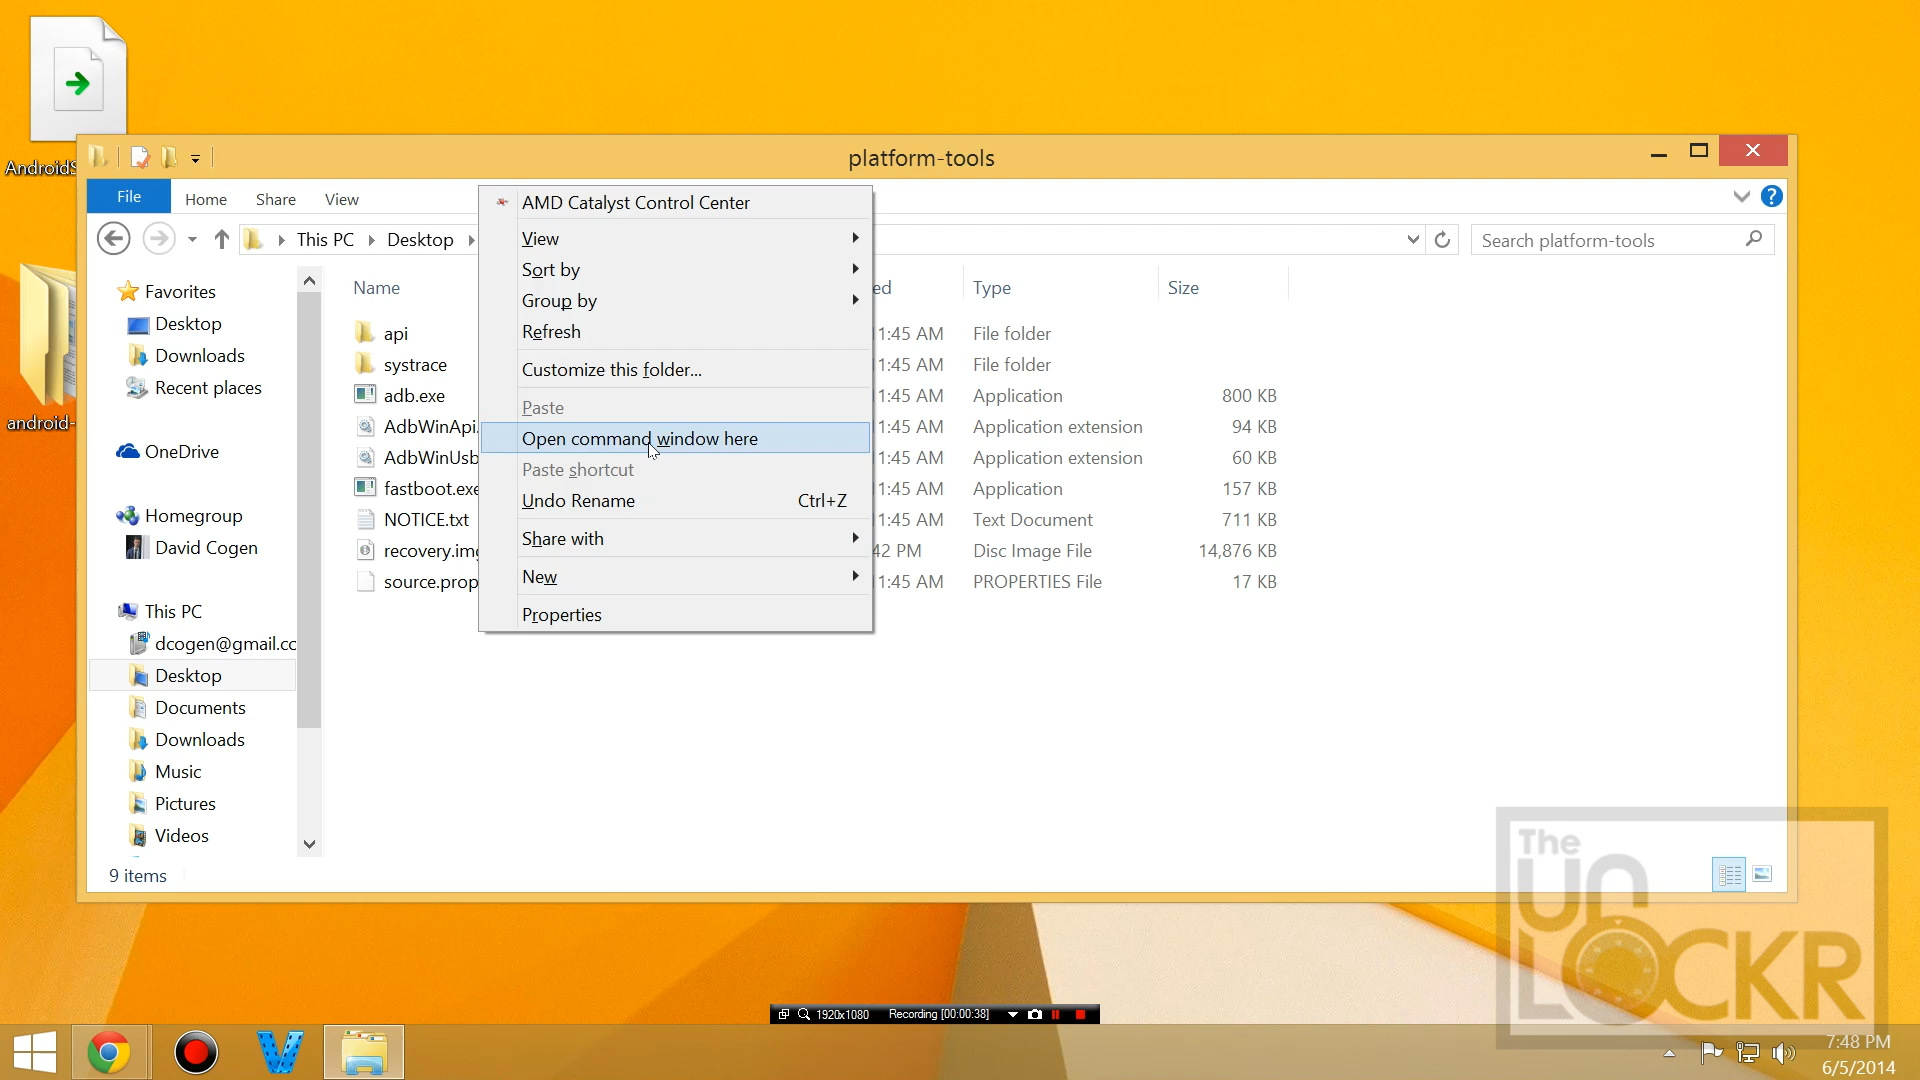 AndroidS
android-
platform-tools
File Home Share View
This PC Desktop
Search platform-tools
Favorites
Desktop
Downloads
Recent places
OneDrive
Homegroup
David Cogen
This PC
dcogen@gmail.cc
Desktop
Documents
Downloads
Music
Pictures
Videos
9 items
Name ed Type Size
api 1:45 AM File folder
systrace 1:45 AM File folder
adb.exe 1:45 AM Application 800 KB
AdbWinApi. 1:45 AM Application extension 94 KB
AdbWinUsb 1:45 AM Application extension 60 KB
fastboot.exe 1:45 AM Application 157 KB
NOTICE.txt 1:45 AM Text Document 711 KB
recovery.img 42 PM Disc Image File 14,876 KB
source.prop 1:45 AM PROPERTIES File 17 KB
AMD Catalyst Control Center
View
Sort by
Group by
Refresh
Customize this folder...
Paste
Open command window here
Paste shortcut
Undo Rename Ctrl+Z
Share with
New
Properties
The
UN
LOCKR
1920x1080 Recording [00:00:38]
7:48 PM
6/5/2014